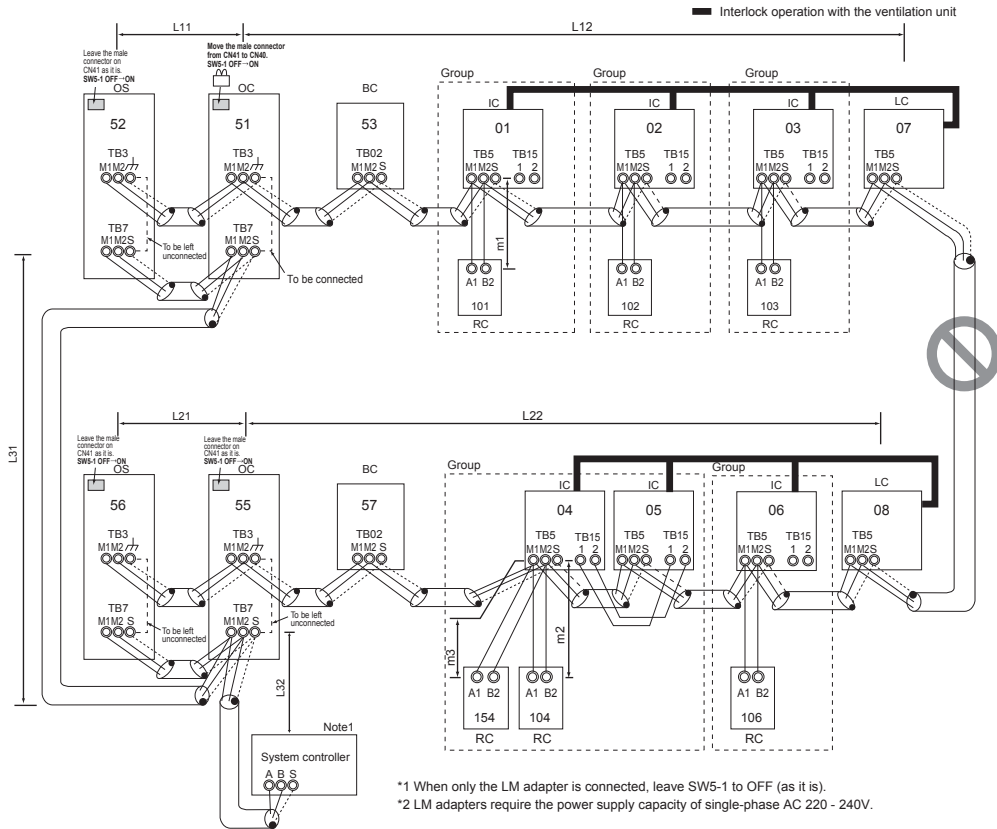 Interlock operation with the ventilation unit
L11
L12
Leave the male
connector on
CN41 as it is.
SW5-1 OFF→ON
Move the male connector
from CN41 to CN40.
SW5-1 OFF→ON
OS
OC
BC
Group
Group
Group
IC
IC
IC
LC
52
51
53
01
02
03
07
TB3
M1M2
TB3
M1M2
TB02
M1M2 S
TB5
M1M2S
TB15
1 2
TB5
M1M2S
TB15
1 2
TB5
M1M2S
TB15
1 2
TB5
M1M2S
TB7
M1M2S
To be left
unconnected
TB7
M1M2S
To be connected
m1
A1 B2
101
RC
A1 B2
102
RC
A1 B2
103
RC
L31
L21
L22
Leave the male
connector on
CN41 as it is.
SW5-1 OFF→ON
Leave the male
connector on
CN41 as it is.
SW5-1 OFF→ON
OS
OC
BC
Group
Group
IC
IC
IC
LC
56
55
57
04
05
06
08
TB3
M1M2
TB3
M1M2
TB02
M1M2 S
TB5
M1M2S
TB15
1 2
TB5
M1M2S
TB15
1 2
TB5
M1M2S
TB15
1 2
TB5
M1M2S
TB7
M1M2 S
To be left
unconnected
TB7
M1M2 S
To be left
unconnected
L32
m3
m2
A1 B2
154
RC
A1 B2
104
RC
A1 B2
106
RC
Note1
System controller
A B S
*1 When only the LM adapter is connected, leave SW5-1 to OFF (as it is).
*2 LM adapters require the power supply capacity of single-phase AC 220 - 240V.